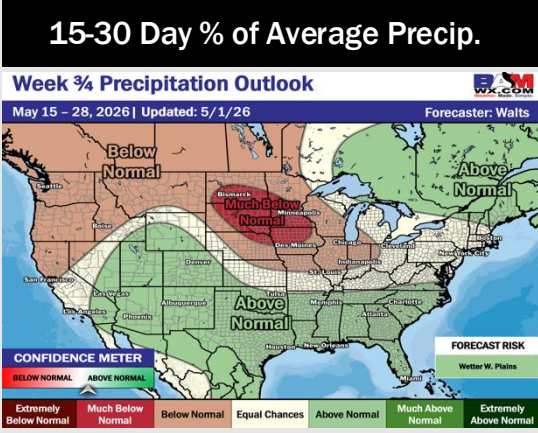 15-30 Day % of Average Precip.
Week ¾ Precipitation Outlook
BAM
WX.COM
Weather. Made. Simple.
May 15 – 28, 2026 | Updated: 5/1/26
Forecaster: Walts
Below
Normal
Above
Normal
Seattle
Bismarck
Much Below
Normal
Minneapolis
Boise
Boston
Des Moines
Chicago
Cleveland
New York City
Denver
Indianapolis
San Francisco
St. Louis
Las Vegas
Tulsa
Above
Normal
Albuquerque
Memphis
Charlotte
Los Angeles
Phoenix
Atlanta
Houston
New Orleans
Miami
FORECAST RISK
Wetter W. Plains
CONFIDENCE METER
BELOW NORMAL
ABOVE NORMAL
Extremely
Below Normal
Much Below
Normal
Below Normal
Equal Chances
Above Normal
Much Above
Normal
Extremely
Above Normal